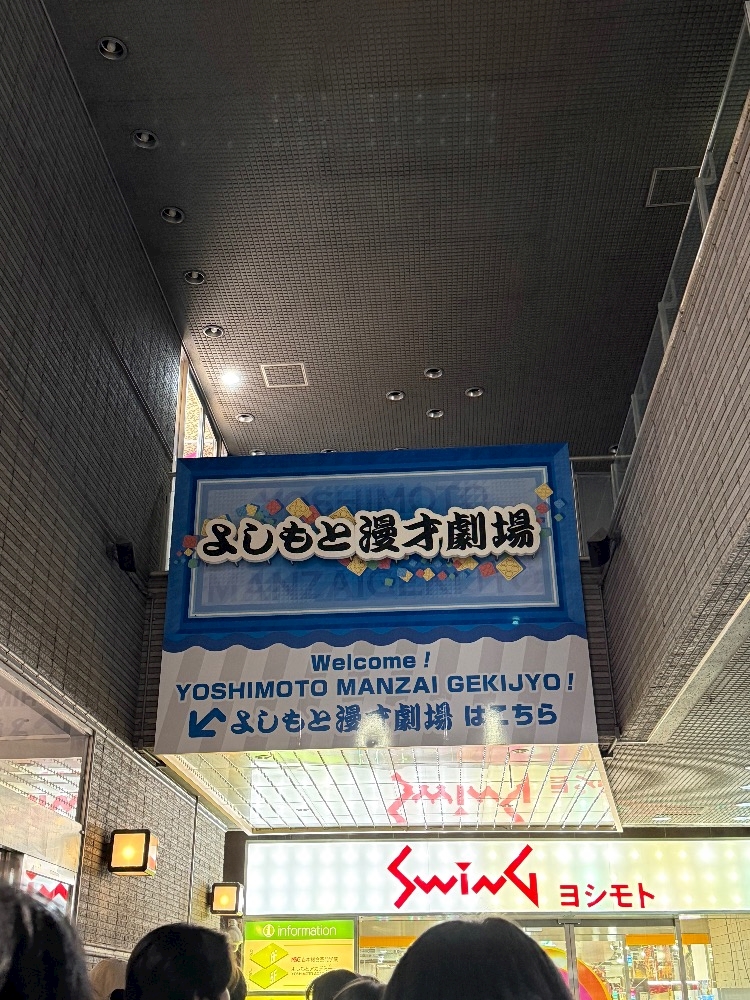 よしもと漫才劇場
Welcome!
YOSHIMOTO MANZAI GEKIJYO!
↙よしもと漫才劇場 はこちら
SWING ヨシモト
information